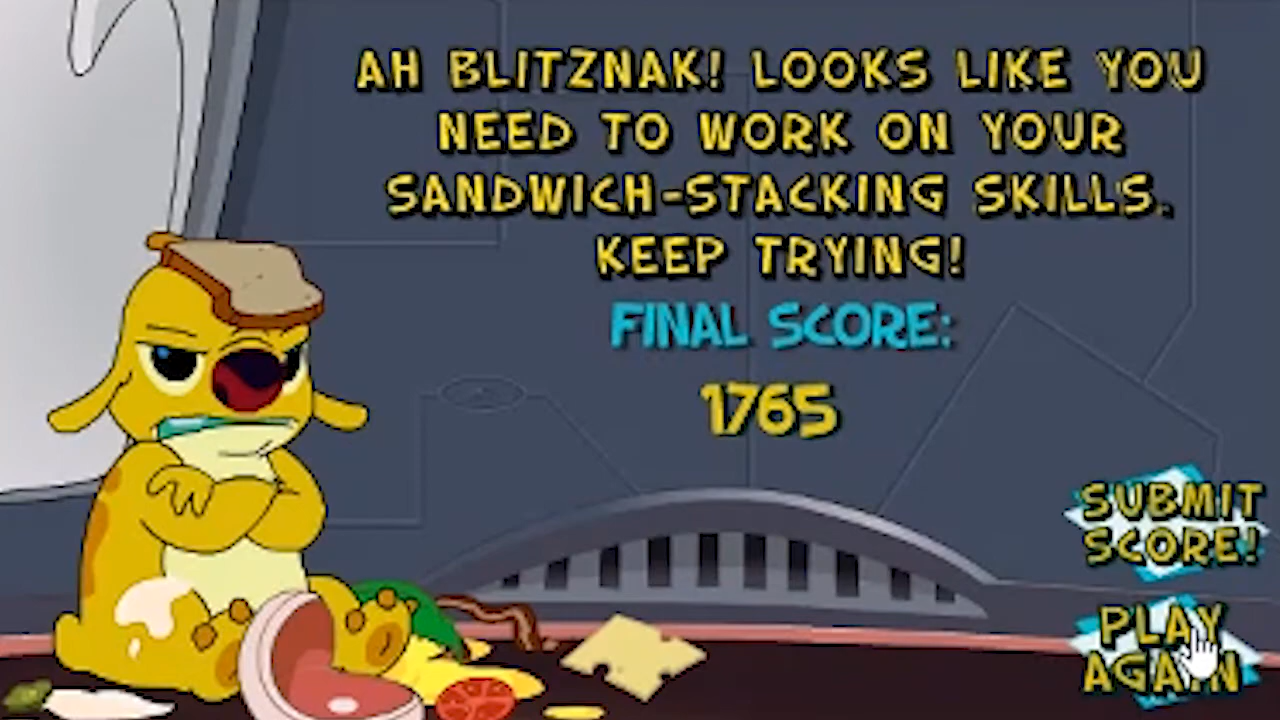 AH BLITZNAK! LOOKS LIKE YOU
NEED TO WORK ON YOUR
SANDWICH-STACKING SKILLS.
KEEP TRYING!
FINAL SCORE:
1765
SUBMIT
SCORE!
PLAY
AGAIN